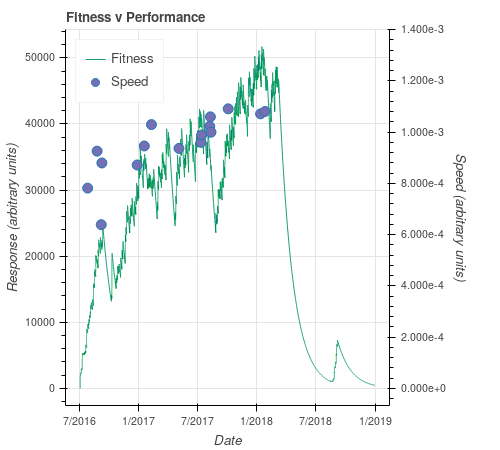 Fitness v Performance
Fitness
Speed
Response (arbitrary units)
50000
40000
30000
20000
10000
0
1.400e-3
1.200e-3
1.000e-3
8.000e-4
6.000e-4
4.000e-4
2.000e-4
0.000e+0
Speed (arbitrary units)
7/2016 1/2017 7/2017 1/2018 7/2018 1/2019
Date